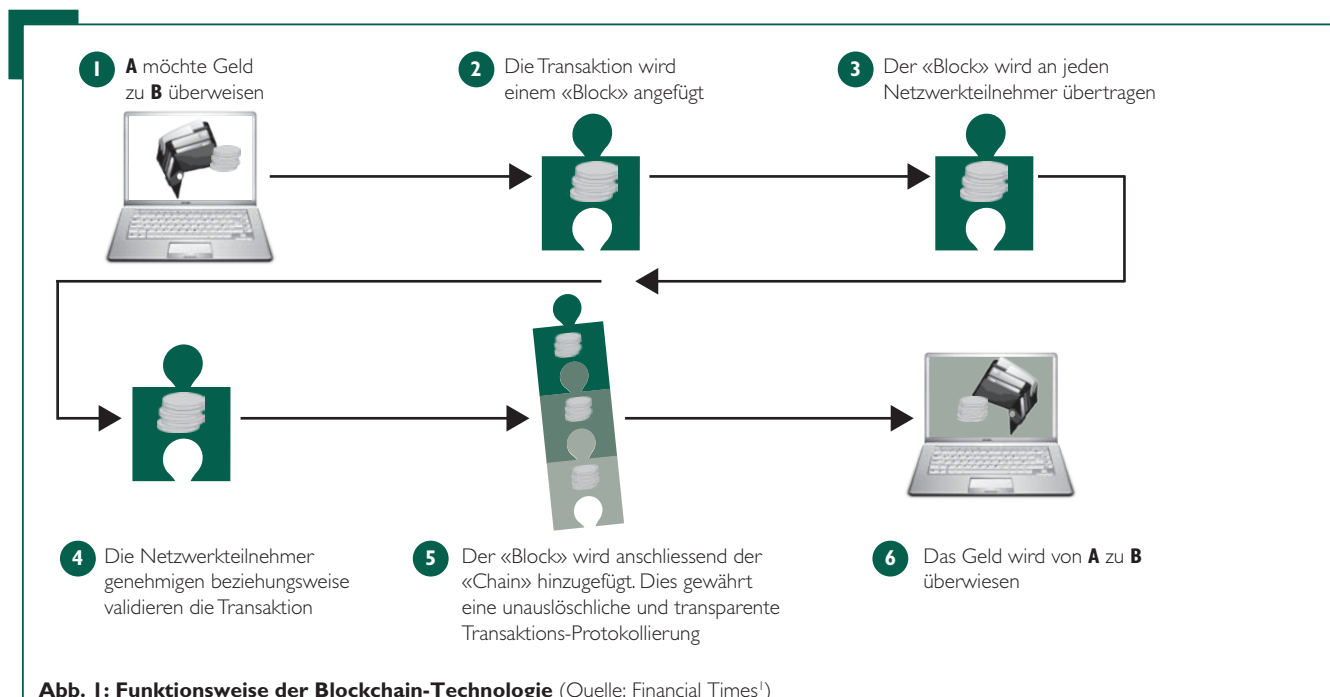 1 A möchte Geld
zu B überweisen
2 Die Transaktion wird
einem «Block» angefügt
3 Der «Block» wird an jeden
Netzwerkteilnehmer übertragen
4 Die Netzwerkteilnehmer
genehmigen beziehungsweise
validieren die Transaktion
5 Der «Block» wird anschliessend der
«Chain» hinzugefügt. Dies gewährt
eine unauslöschliche und transparente
Transaktions-Protokollierung
6 Das Geld wird von A zu B
überwiesen
Abb. 1: Funktionsweise der Blockchain-Technologie (Quelle: Financial Times¹)